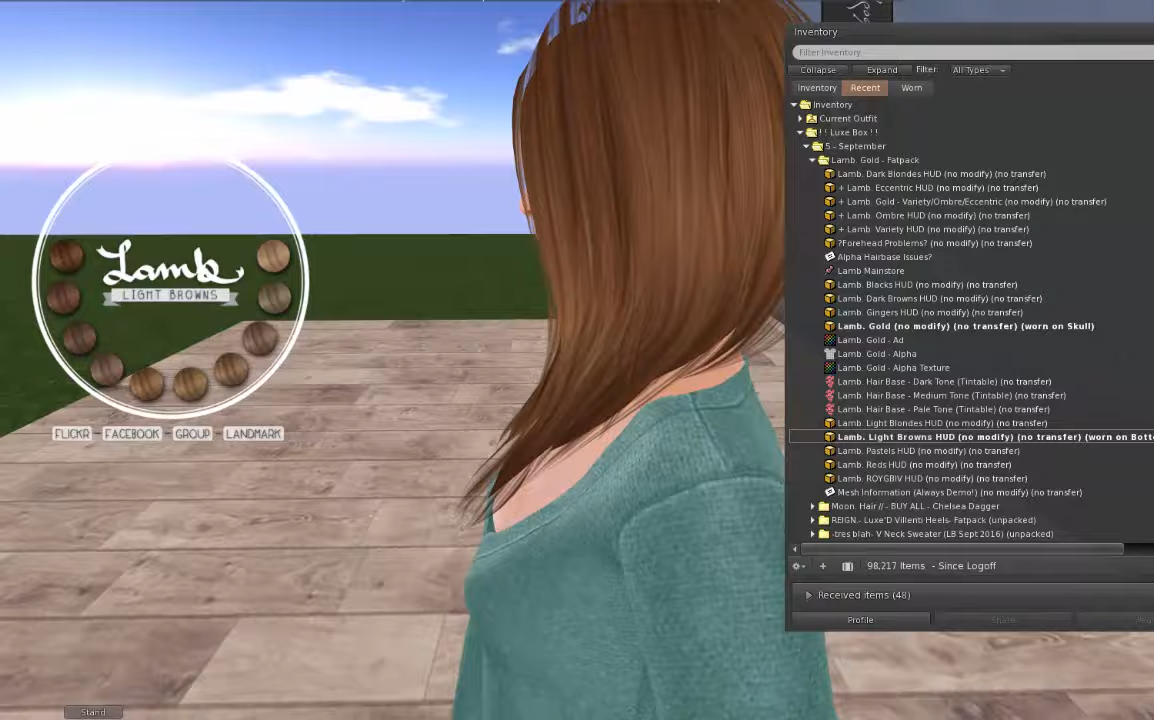 Inventory
Filter Inventory
Collapse Expand Filter: All Types
Inventory Recent Worn
Inventory
Current Outfit
! ! Luxe Box ! !
5 - September
Lamb. Gold - Fatpack
Lamb. Dark Blondes HUD (no modify) (no transfer)
+ Lamb. Eccentric HUD (no modify) (no transfer)
+ Lamb. Gold - Variety/Ombre/Eccentric (no modify) (no transfer)
+ Lamb. Ombre HUD (no modify) (no transfer)
+ Lamb. Variety HUD (no modify) (no transfer)
?Forehead Problems? (no modify) (no transfer)
Alpha Hairbase Issues?
Lamb Mainstore
Lamb. Blacks HUD (no modify) (no transfer)
Lamb. Dark Browns HUD (no modify) (no transfer)
Lamb. Gingers HUD (no modify) (no transfer)
Lamb. Gold (no modify) (no transfer) (worn on Skull)
Lamb. Gold - Ad
Lamb. Gold - Alpha
Lamb. Gold - Alpha Texture
Lamb. Hair Base - Dark Tone (Tintable) (no transfer)
Lamb. Hair Base - Medium Tone (Tintable) (no transfer)
Lamb. Hair Base - Pale Tone (Tintable) (no transfer)
Lamb. Light Blondes HUD (no modify) (no transfer)
Lamb. Light Browns HUD (no modify) (no transfer) (worn on Bott
Lamb. Pastels HUD (no modify) (no transfer)
Lamb. Reds HUD (no modify) (no transfer)
Lamb. ROYGBIV HUD (no modify) (no transfer)
Mesh Information (Always Demo!) (no modify) (no transfer)
Moon. Hair // - BUY ALL - Chelsea Dagger
REIGN.- Luxe'D Villenti Heels- Fatpack (unpacked)
-tres blah- V Neck Sweater (LB Sept 2016) (unpacked)
98,217 Items - Since Logoff
Received items (48)
Profile Share
Lamb
LIGHT BROWNS
FLICKR - FACEBOOK - GROUP - LANDMARK
Stand